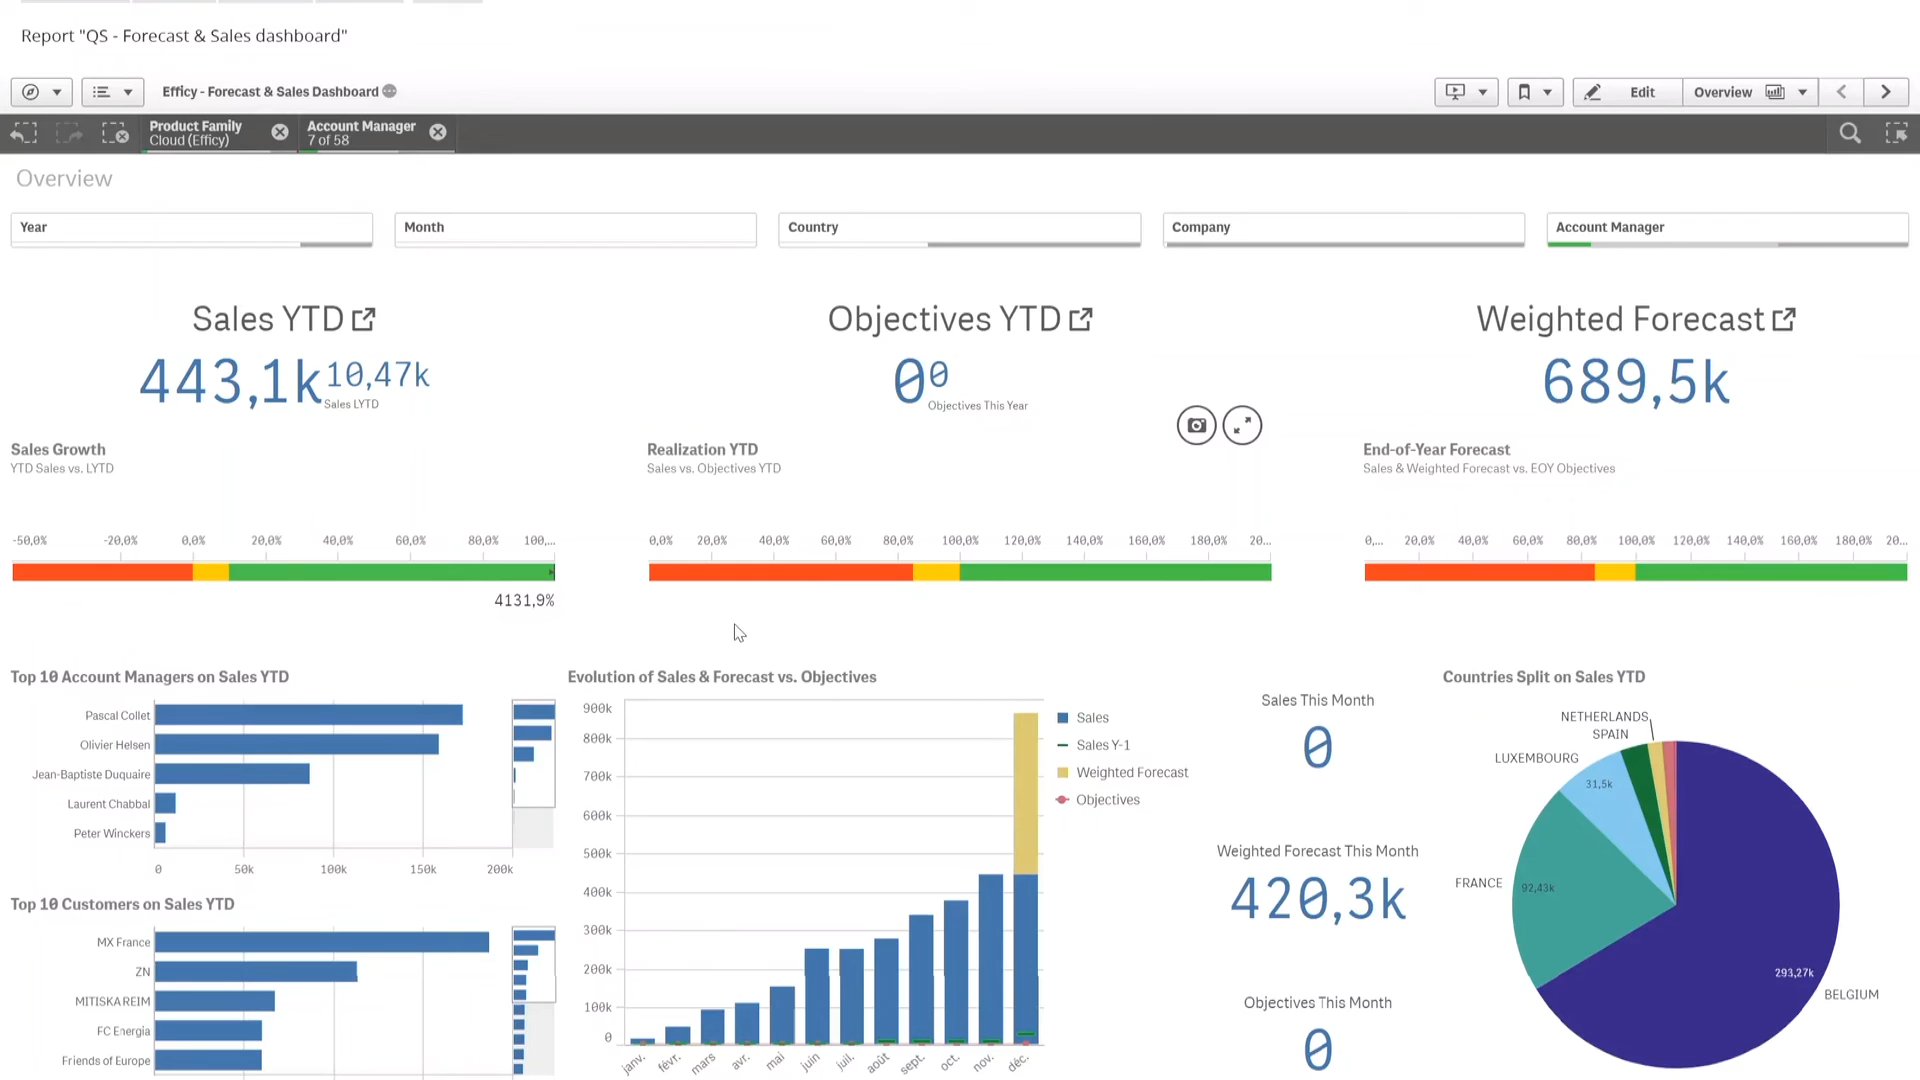 Report "QS - Forecast & Sales dashboard"
Efficy - Forecast & Sales Dashboard
Edit
Overview
Product Family
Cloud (Efficy)
Account Manager
7 of 58
Overview
Year
Month
Country
Company
Account Manager
Sales YTD
443,1k
10,47k
Sales LYTD
Objectives YTD
0
0
Objectives This Year
Weighted Forecast
689,5k
Sales Growth
YTD Sales vs. LYTD
-50,0% -20,0% 0,0% 20,0% 40,0% 60,0% 80,0% 100,...
4131,9%
Realization YTD
Sales vs. Objectives YTD
0,0% 20,0% 40,0% 60,0% 80,0% 100,0% 120,0% 140,0% 160,0% 180,0% 20...
End-of-Year Forecast
Sales & Weighted Forecast vs. EOY Objectives
0,... 20,0% 40,0% 60,0% 80,0% 100,0% 120,0% 140,0% 160,0% 180,0% 20...
Top 10 Account Managers on Sales YTD
Pascal Collet
Olivier Helsen
Jean-Baptiste Duquaire
Laurent Chabbal
Peter Winckers
0 50k 100k 150k 200k
Top 10 Customers on Sales YTD
MX France
ZN
MITISKA REIM
FC Energia
Friends of Europe
Evolution of Sales & Forecast vs. Objectives
900k
800k
700k
600k
500k
400k
300k
200k
100k
0
janv. févr. mars avr. mai juin juil. août sept. oct. nov. déc.
Sales
Sales Y-1
Weighted Forecast
Objectives
Sales This Month
0
Weighted Forecast This Month
420,3k
Objectives This Month
0
Countries Split on Sales YTD
NETHERLANDS
SPAIN
LUXEMBOURG
31,5k
FRANCE
92,43k
293,27k
BELGIUM